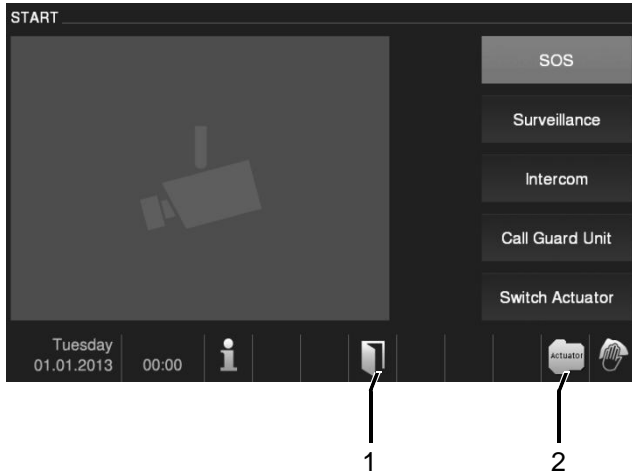 START
SOS
Surveillance
Intercom
Call Guard Unit
Switch Actuator
Tuesday
01.01.2013
00:00
i
Actuator
1
2